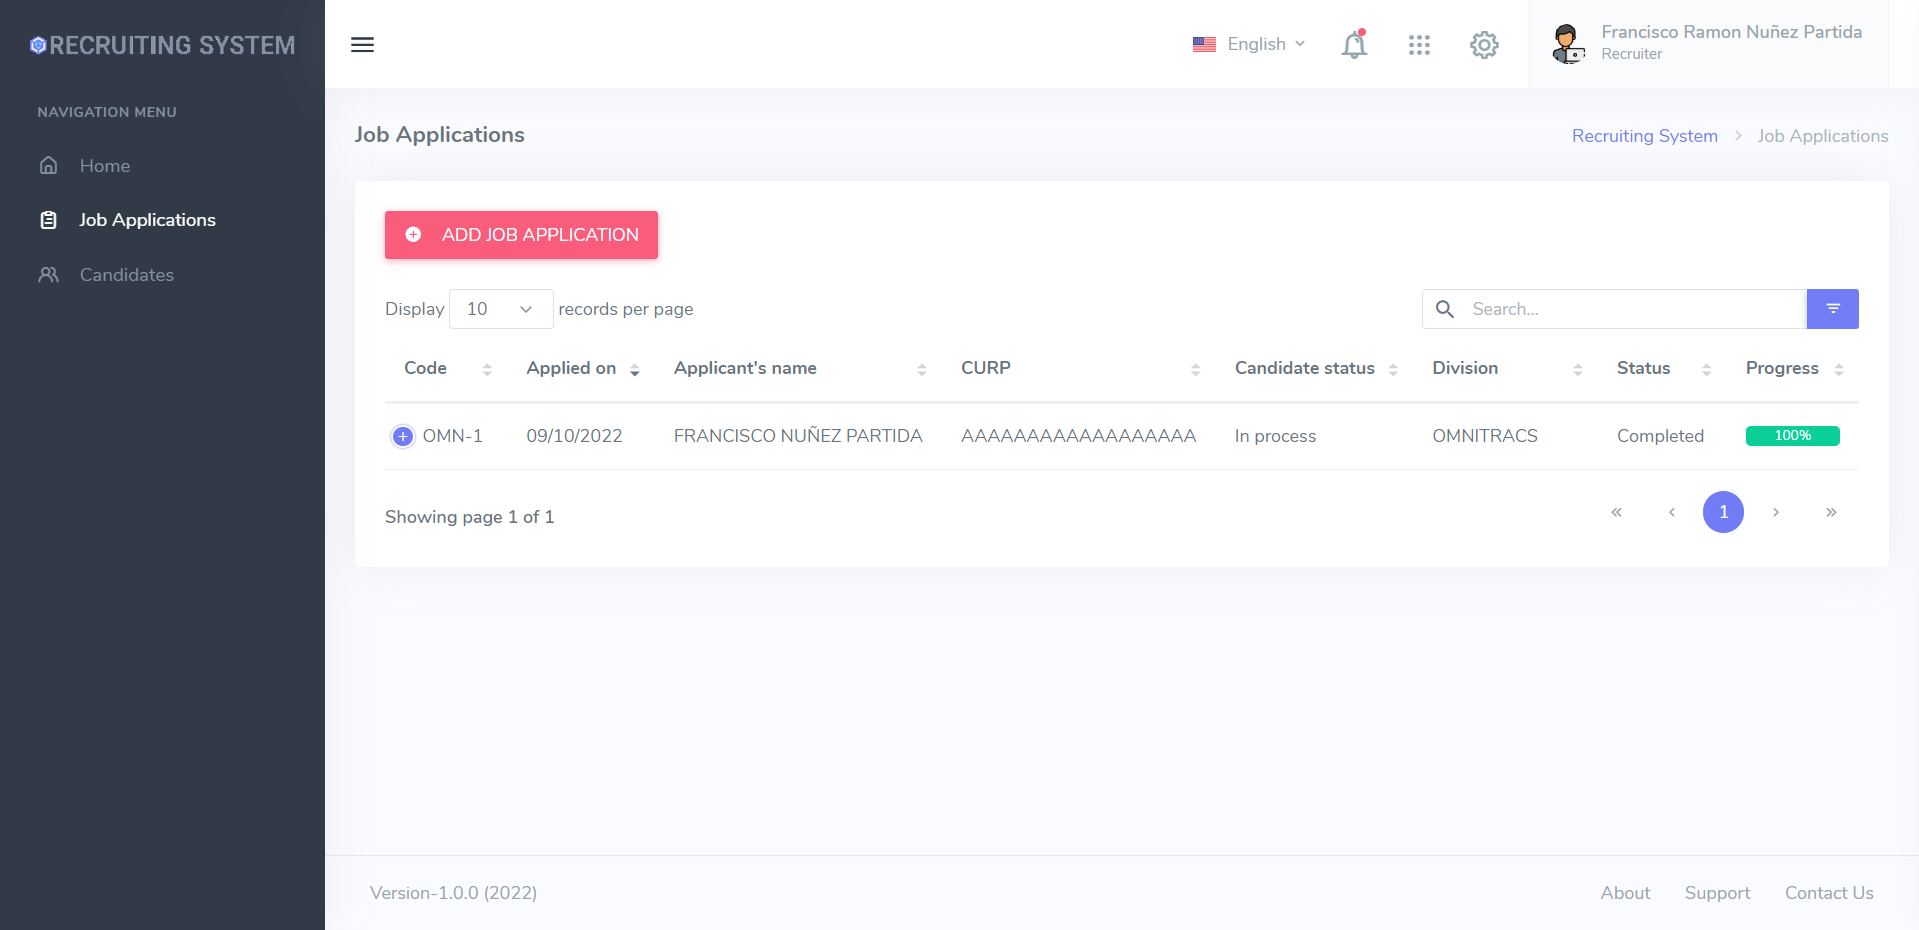 RECRUITING SYSTEM
English
Francisco Ramon Nuñez Partida
Recruiter
NAVIGATION MENU
Home
Job Applications
Candidates
Job Applications
Recruiting System > Job Applications
ADD JOB APPLICATION
Display 10 records per page
Search...
Code Applied on Applicant's name CURP Candidate status Division Status Progress
OMN-1 09/10/2022 FRANCISCO NUÑEZ PARTIDA AAAAAAAAAAAAAAAAAA In process OMNITRACS Completed 100%
Showing page 1 of 1
« ‹ 1 › »
Version-1.0.0 (2022)
About Support Contact Us